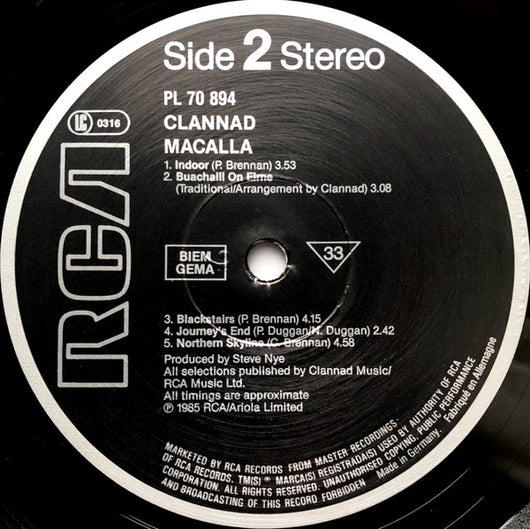 Side 2 Stereo
PL 70 894
LC 0316
CLANNAD
MACALLA
1. Indoor (P. Brennan) 3.53
2. Buachaill On Eirne
(Traditional/Arrangement by Clannad) 3.08
RCA
BIEM
GEMA
33
3. Blackstairs (P. Brennan) 4.15
4. Journey's End (P. Duggan/N. Duggan) 2.42
5. Northern Skyline (C. Brennan) 4.58
Produced by Steve Nye
All selections published by Clannad Music/
RCA Music Ltd.
All timings are approximate
℗ 1985 RCA/Ariola Limited
MARKETED BY RCA RECORDS FROM MASTER RECORDINGS.
OF RCA RECORDS. TM(S) ® MARCA(S) REGISTRADA(S) USED BY AUTHORITY OF RCA
CORPORATION. ALL RIGHTS RESERVED. UNAUTHORISED COPYING, PUBLIC PERFORMANCE
AND BROADCASTING OF THIS RECORD FORBIDDEN
Made in Germany.
Fabriqué en Allemagne